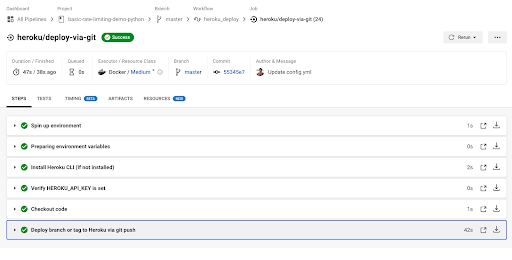 Dashboard Project Branch Workflow Job
All Pipelines basic-rate-limiting-demo-python master heroku_deploy heroku/deploy-via-git (24)
heroku/deploy-via-git Success Rerun
Duration / Finished Queued Executor / Resource Class Branch Commit Author & Message
47s / 38s ago 0s Docker / Medium master 55345e7 Update config.yml
STEPS TESTS TIMING BETA ARTIFACTS RESOURCES NEW
Spin up environment 1s
Preparing environment variables 0s
Install Heroku CLI (if not installed) 2s
Verify HEROKU_API_KEY is set 0s
Checkout code 1s
Deploy branch or tag to Heroku via git push 42s